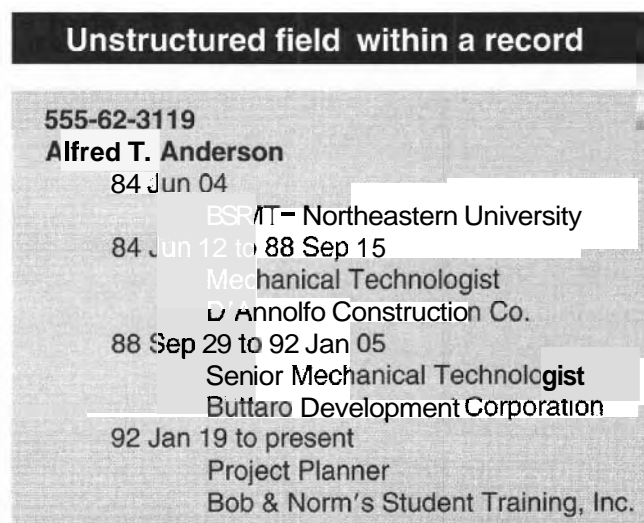 Unstructured field within a record
555-62-3119
Alfred T. Anderson
84 Jun 04
Northeastern University
84 Jun 12 to 88 Sep 15
Mechanical Technologist
D'Annolfo Construction Co.
88 Sep 29 to 92 Jan 05
Senior Mechanical Technologist
Buttaro Development Corporation
92 Jan 19 to present
Project Planner
Bob & Norm's Student Training, Inc.